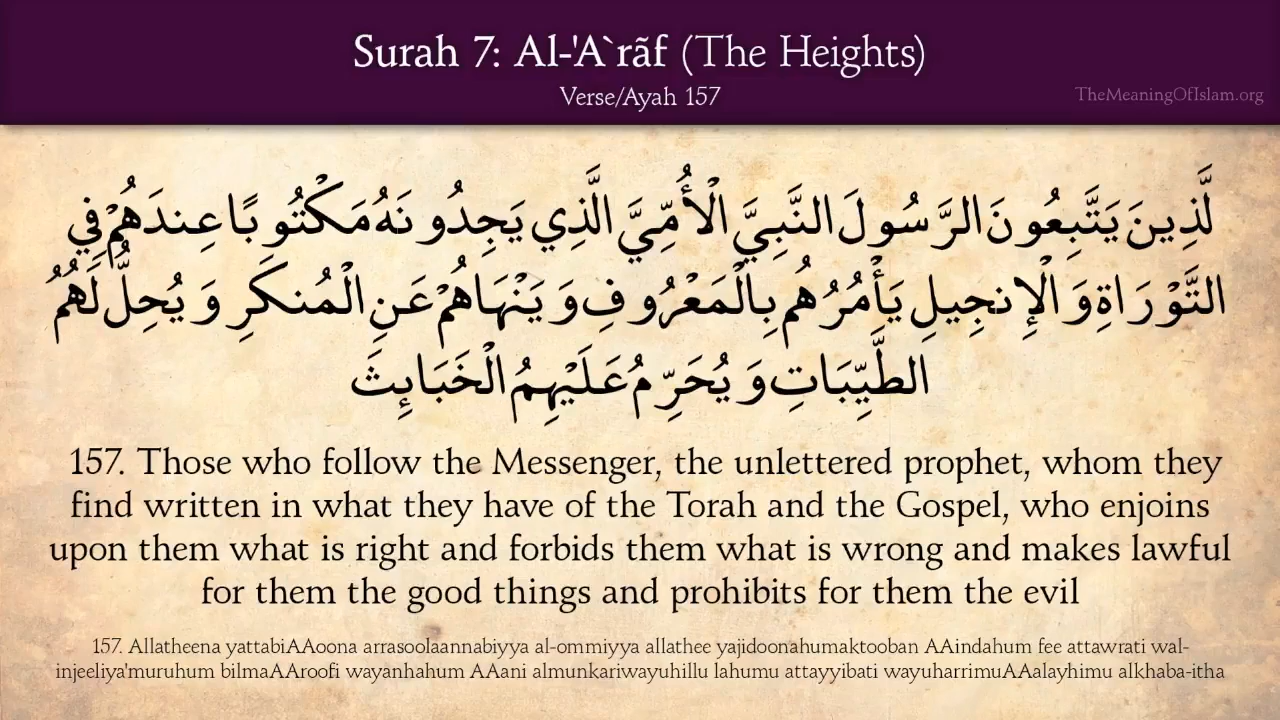 Surah 7: Al-'A`rãf (The Heights)
Verse/Ayah 157
TheMeaningOfIslam.org
لَّذِينَ يَتَّبِعُونَ الرَّسُولَ النَّبِيَّ الْأُمِّيَّ الَّذِي يَجِدُونَهُ مَكْتُوبًا عِندَهُمْ فِي
التَّوْرَاةِ وَالْإِنجِيلِ يَأْمُرُهُم بِالْمَعْرُوفِ وَيَنْهَاهُمْ عَنِ الْمُنكَرِ وَيُحِلُّ لَهُمُ
الطَّيِّبَاتِ وَيُحَرِّمُ عَلَيْهِمُ الْخَبَائِثَ
157. Those who follow the Messenger, the unlettered prophet, whom they
find written in what they have of the Torah and the Gospel, who enjoins
upon them what is right and forbids them what is wrong and makes lawful
for them the good things and prohibits for them the evil
157. Allatheena yattabiAAoona arrasoolaannabiyya al-ommiyya allathee yajidoonahumaktooban AAindahum fee attawrati wal-
injeeliya'muruhum bilmaAAroofi wayanhahum AAani almunkariwayuhillu lahumu attayyibati wayuharrimuAAalayhimu alkhaba-itha